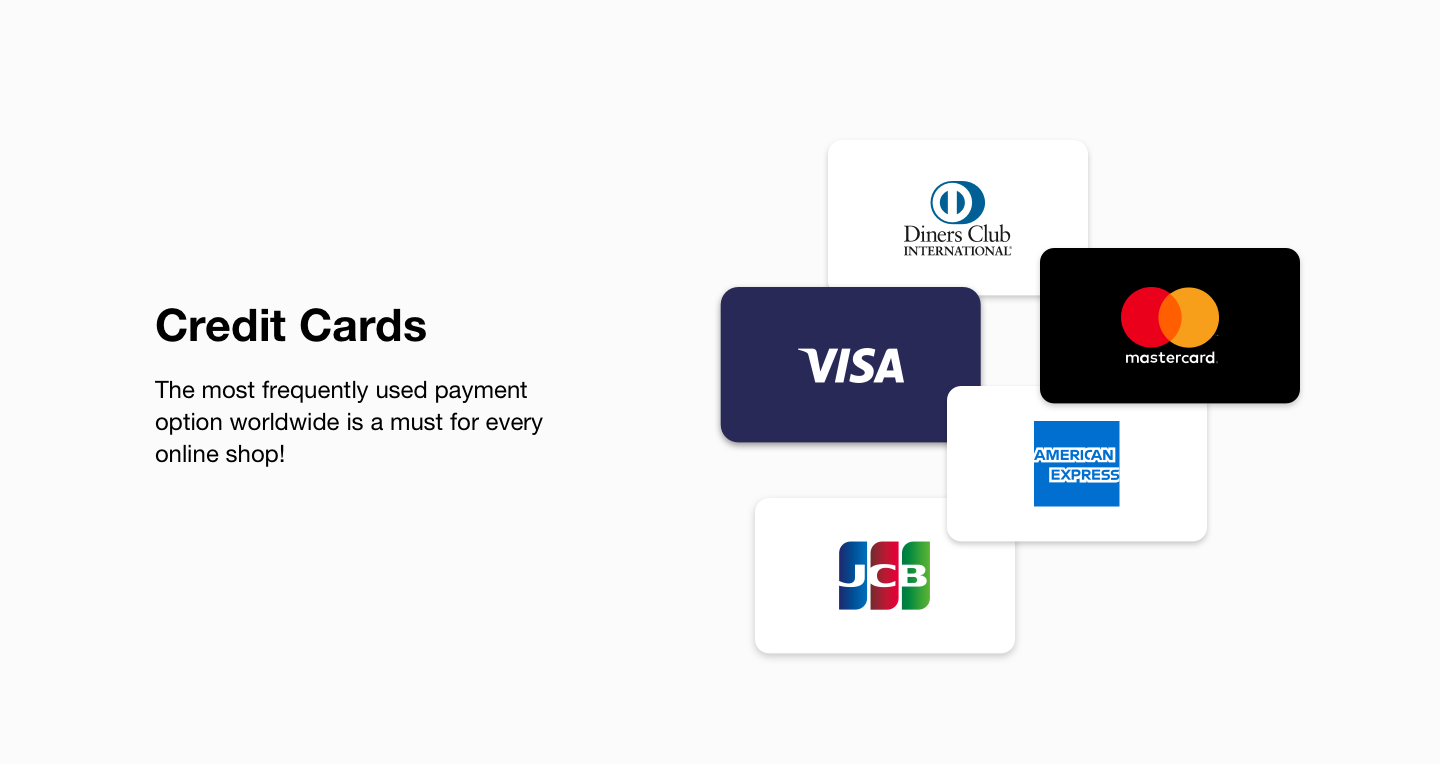 Credit Cards
The most frequently used payment
option worldwide is a must for every
online shop!
Diners Club
INTERNATIONAL®
VISA
mastercard.
AMERICAN
EXPRESS
JCB